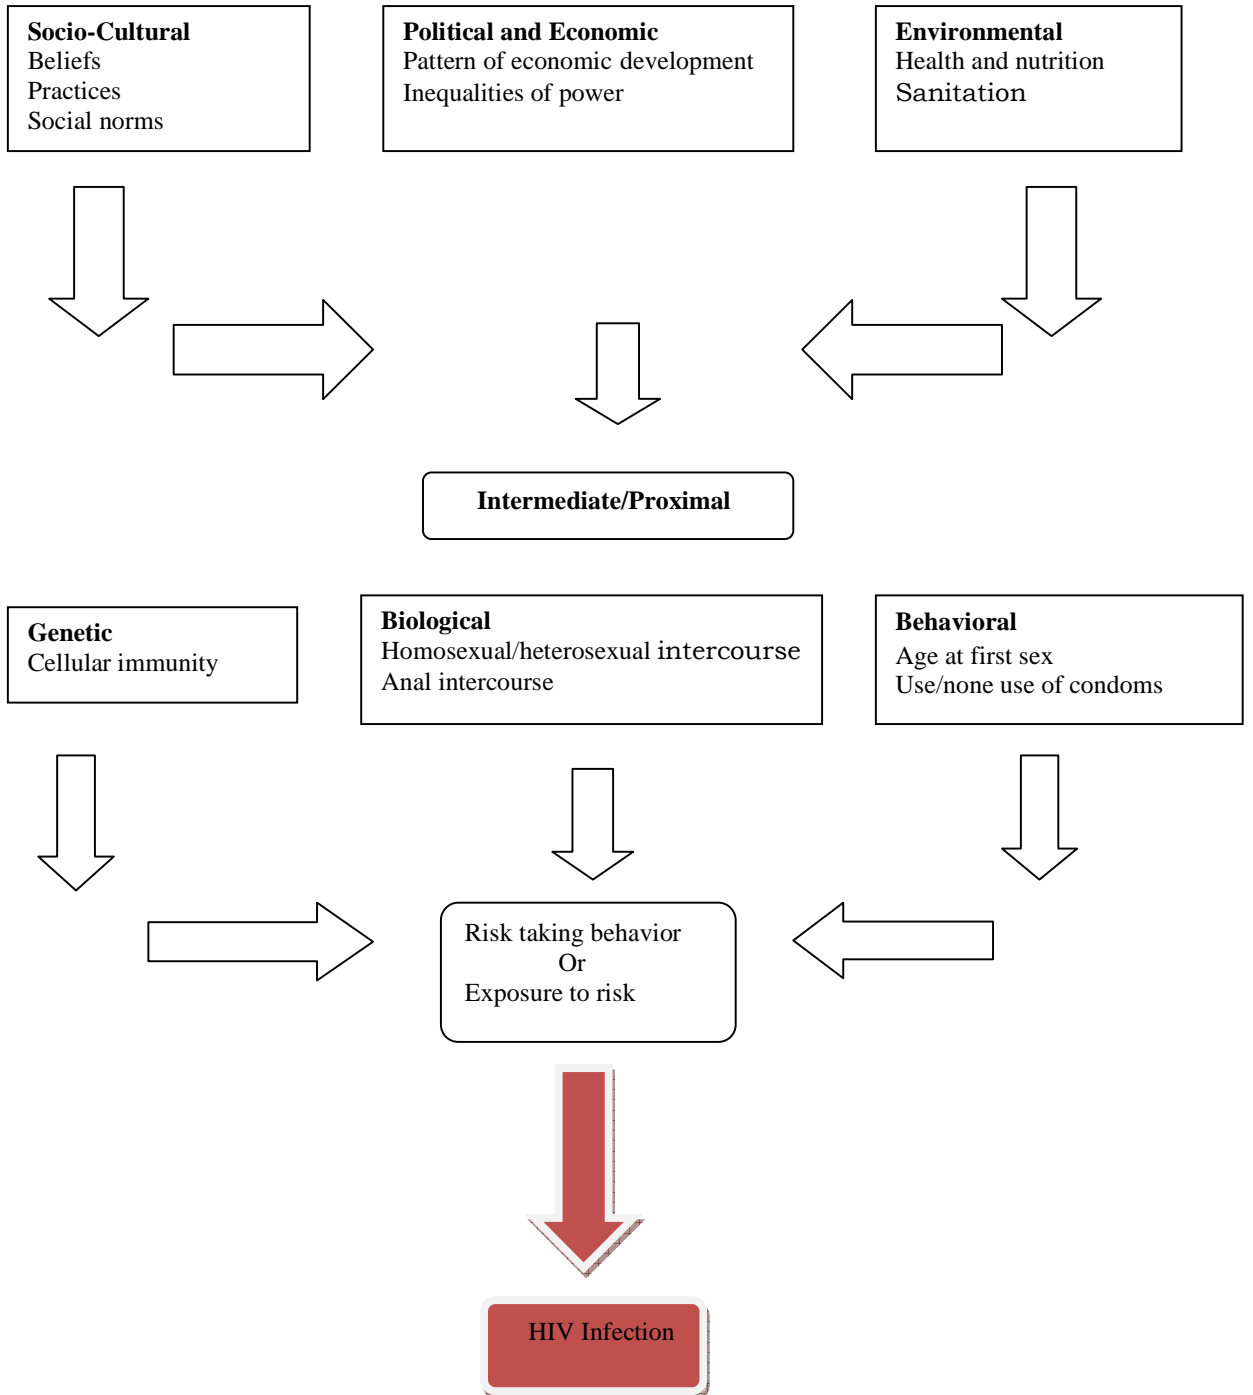 Socio-Cultural
Beliefs
Practices
Social norms
Political and Economic
Pattern of economic development
Inequalities of power
Environmental
Health and nutrition
Sanitation
Intermediate/Proximal
Genetic
Cellular immunity
Biological
Homosexual/heterosexual intercourse
Anal intercourse
Behavioral
Age at first sex
Use/none use of condoms
Risk taking behavior
Or
Exposure to risk
HIV Infection